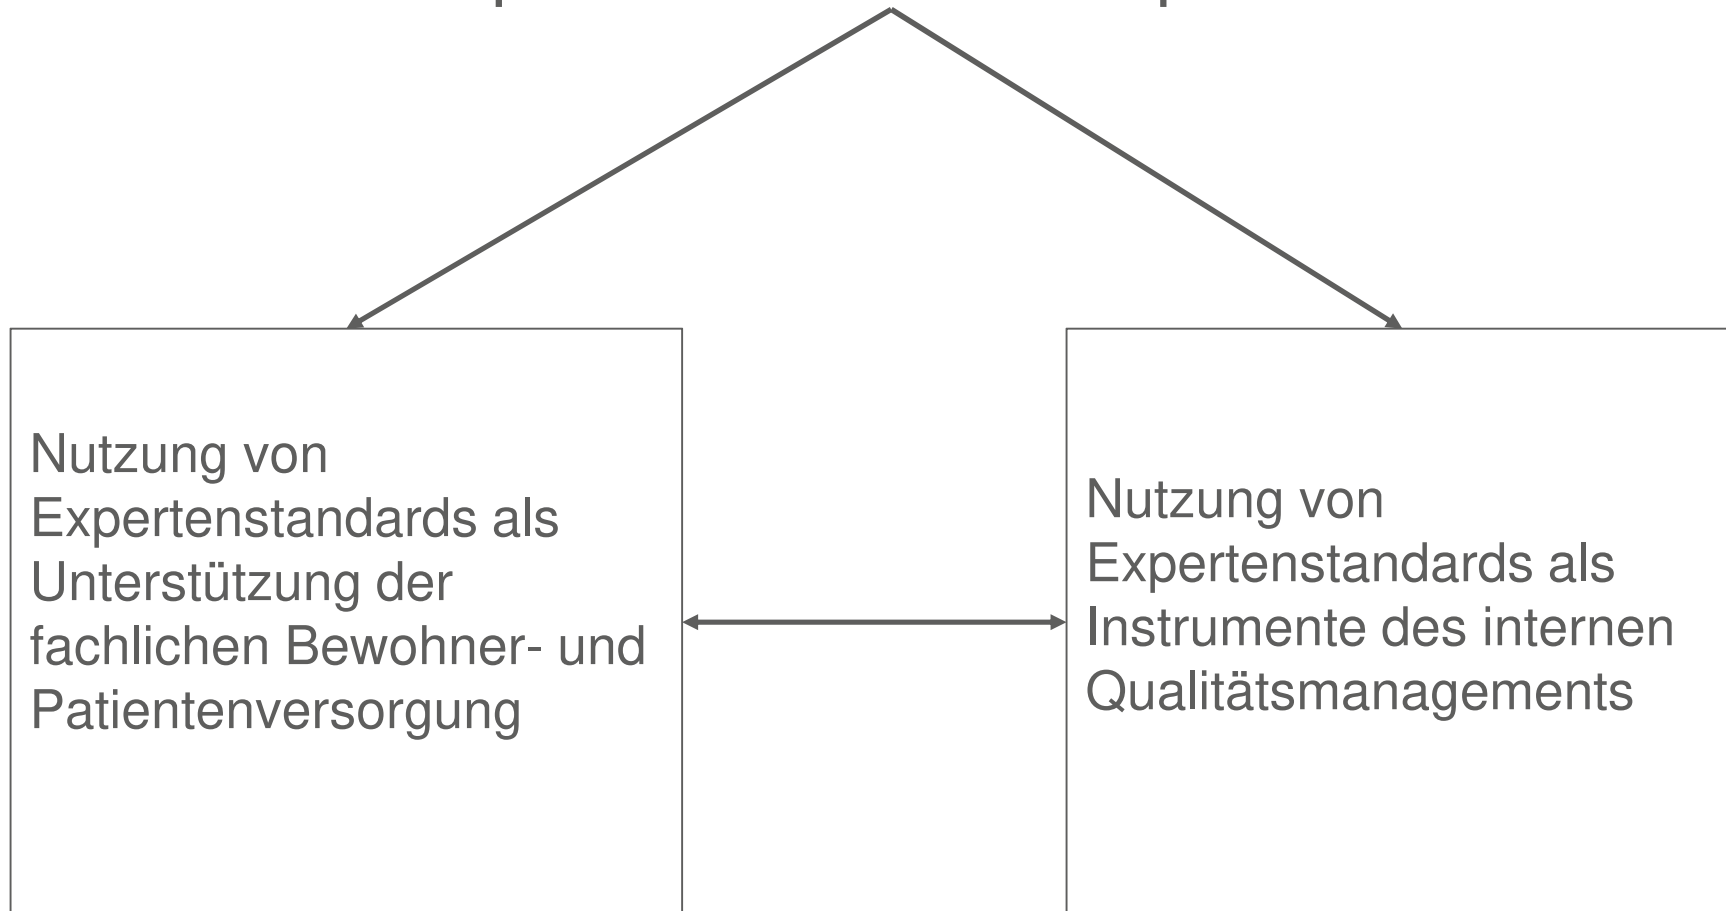 Nutzung von
Expertenstandards als
Unterstützung der
fachlichen Bewohner- und
Patientenversorgung
Nutzung von
Expertenstandards als
Instrumente des internen
Qualitätsmanagements